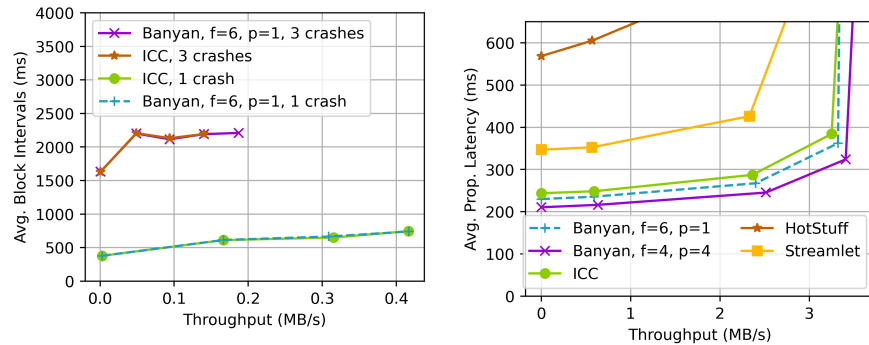 4000
3500
3000
2500
2000
1500
1000
500
0
Avg. Block Intervals (ms)
Banyan, f=6, p=1, 3 crashes
ICC, 3 crashes
ICC, 1 crash
Banyan, f=6, p=1, 1 crash
0.0
0.1
0.2
0.3
0.4
Throughput (MB/s)
600
500
400
300
200
100
0
Avg. Prop. Latency (ms)
Banyan, f=6, p=1
Banyan, f=4, p=4
ICC
HotStuff
Streamlet
0
1
2
3
Throughput (MB/s)